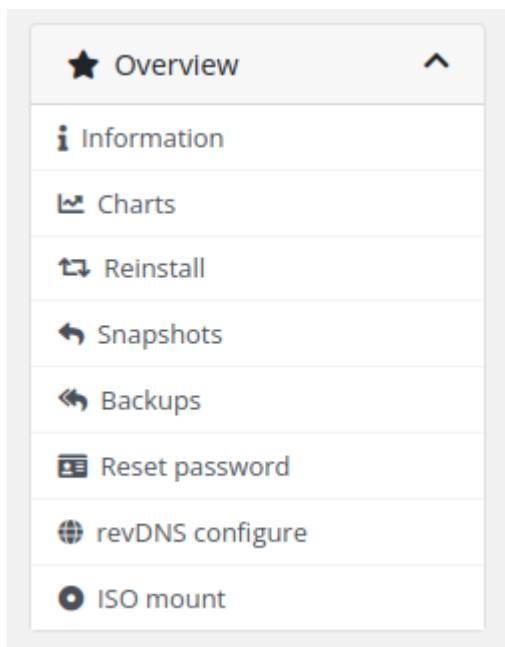 Overview
Information
Charts
Reinstall
Snapshots
Backups
Reset password
revDNS configure
ISO mount